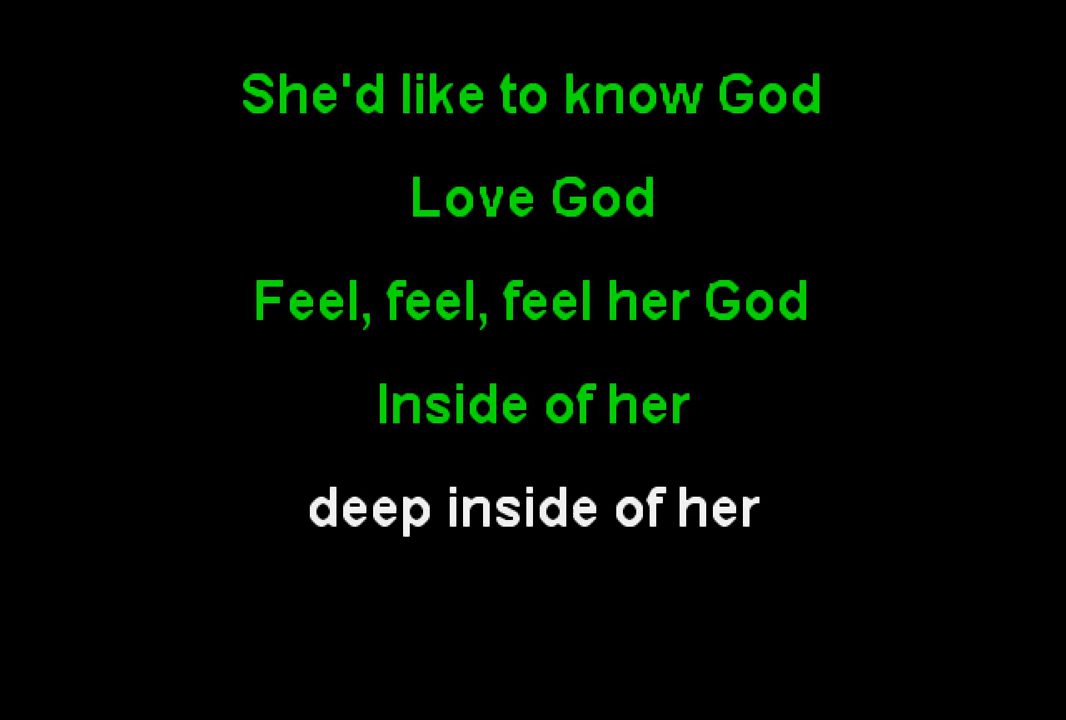 She'd like to know God
Love God
Feel, feel, feel her God
Inside of her
deep inside of her